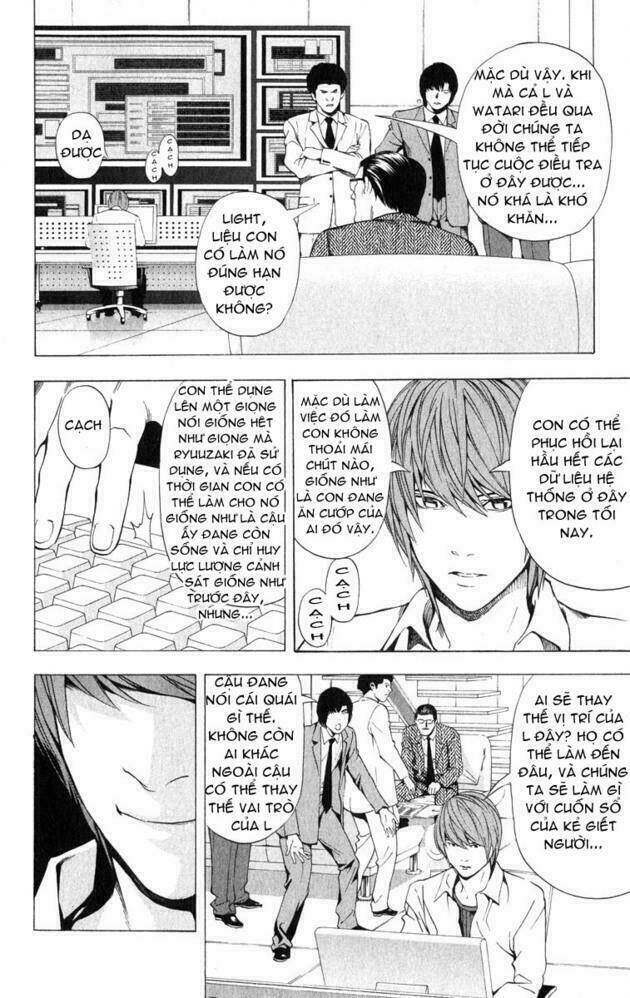 MẶC DÙ VẬY. KHI
MÀ CẢ L VÀ
WATARI ĐỀU QUA
ĐỜI CHÚNG TA
KHÔNG THỂ TIẾP
TỤC CUỘC ĐIỀU TRA
Ở ĐÂY ĐƯỢC...
NÓ KHÁ LÀ KHÓ
KHĂN...
LIGHT,
LIỆU CON
CÓ LÀM NÓ
ĐÚNG HẠN
ĐƯỢC
KHÔNG?
DẠ
ĐƯỢC
CẠCH
CẠCH
CON CÓ THỂ
PHỤC HỒI LẠI
HẦU HẾT CÁC
DỮ LIỆU HỆ
THỐNG Ở ĐÂY
TRONG TỐI
NAY.
MẶC DÙ LÀM
VIỆC ĐÓ LÀM
CON KHÔNG
THOẢI MÁI
CHÚT NÀO,
GIỐNG NHƯ
LÀ CON ĐANG
ĂN CƯỚP CỦA
AI ĐÓ VẬY.
CẠCH
CẠCH
CON THỂ DỰNG
LÊN MỘT GIỌNG
NÓI GIỐNG HỆT
NHƯ GIỌNG MÀ
RYUUZAKI ĐÃ SỬ
DỤNG, VÀ NẾU CÓ
THỜI GIAN CON CÓ
THỂ LÀM CHO NÓ
GIỐNG NHƯ LÀ CẬU
ẤY ĐANG CÒN
SỐNG VÀ CHỈ HUY
LỰC LƯỢNG CẢNH
SÁT GIỐNG NHƯ
TRƯỚC ĐÂY,
NHƯNG...
CẠCH
AI SẼ THAY
THẾ VỊ TRÍ CỦA
L ĐÂY? HỌ CÓ
THỂ LÀM ĐẾN
ĐÂU, VÀ CHÚNG
TA SẼ LÀM GÌ
VỚI CUỐN SỔ
CỦA KẺ GIẾT
NGƯỜI...
CẬU ĐANG
NÓI CÁI QUÁI
GÌ THẾ.
KHÔNG CÒN
AI KHÁC
NGOÀI CẬU
CÓ THỂ THAY
THẾ VAI TRÒ
CỦA L